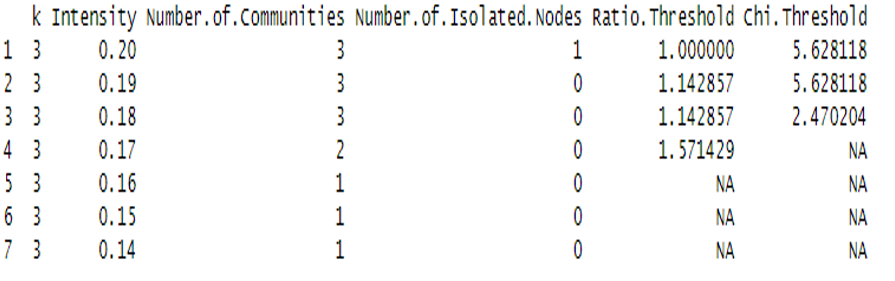 k Intensity Number.of.Communities Number.of.Isolated.Nodes Ratio.Threshold Chi.Threshold
1 3 0.20 3 1 1.000000 5.628118
2 3 0.19 3 0 1.142857 5.628118
3 3 0.18 3 0 1.142857 2.470204
4 3 0.17 2 0 1.571429 NA
5 3 0.16 1 0 NA NA
6 3 0.15 1 0 NA NA
7 3 0.14 1 0 NA NA